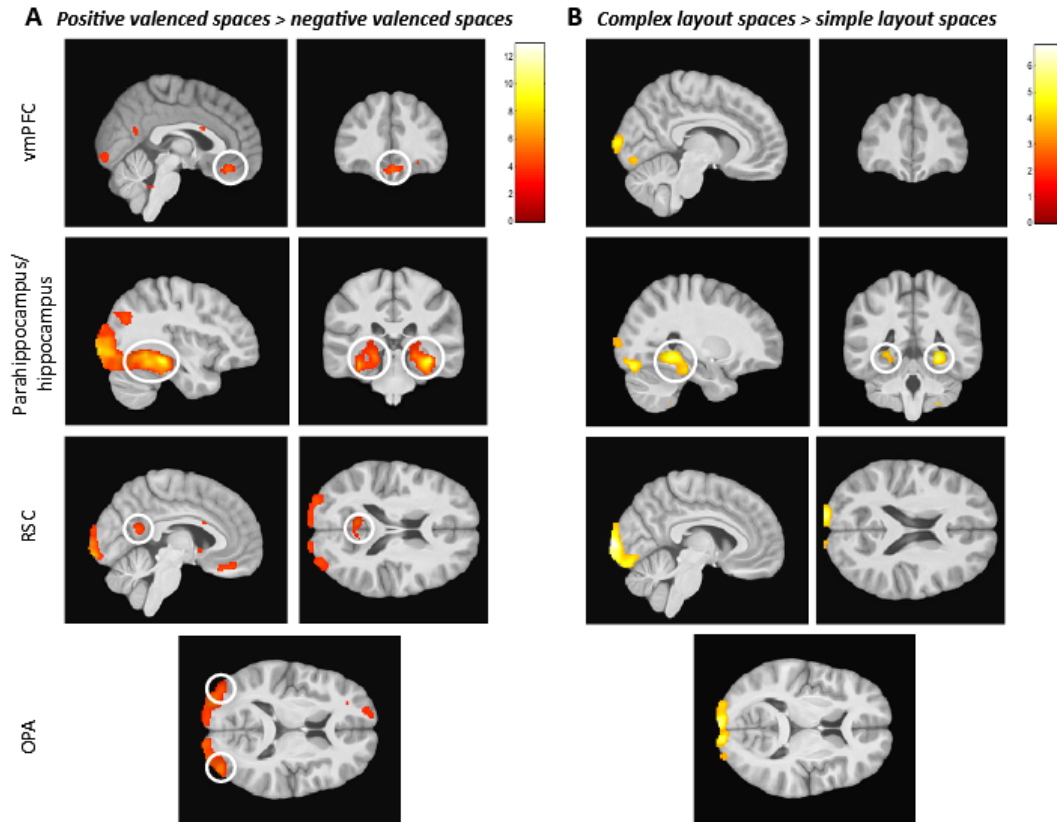 A Positive valenced spaces > negative valenced spaces
B Complex layout spaces > simple layout spaces
vmPFC
12
10
8
6
4
2
0
6
5
4
3
2
1
0
Parahippocampus/
hippocampus
RSC
OPA